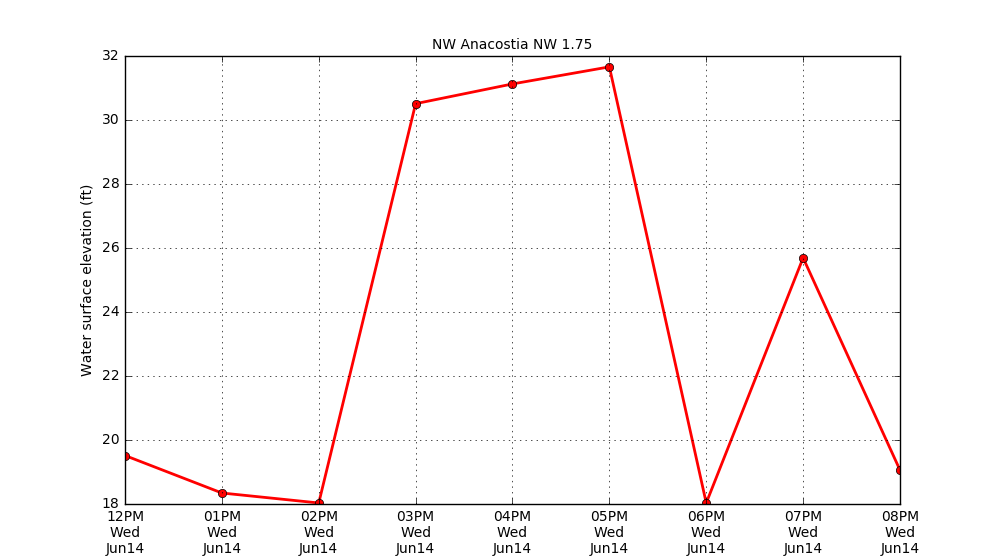 NW Anacostia NW 1.75
Water surface elevation (ft)
32
30
28
26
24
22
20
18
12PM 01PM 02PM 03PM 04PM 05PM 06PM 07PM 08PM
Wed Wed Wed Wed Wed Wed Wed Wed Wed
Jun14 Jun14 Jun14 Jun14 Jun14 Jun14 Jun14 Jun14 Jun14